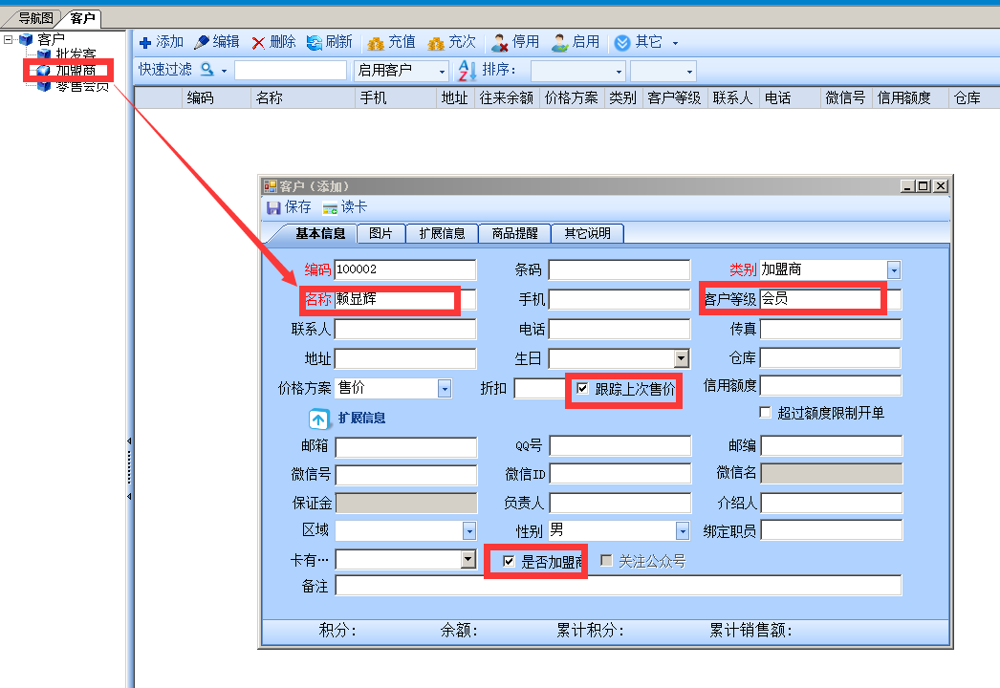 导航图 客户
客户
批发客
加盟商
零售会员
添加 编辑 删除 刷新 充值 充次 停用 启用 其它
快速过滤 启用客户 排序：
编码 名称 手机 地址 往来余额 价格方案 类别 客户等级 联系人 电话 微信号 信用额度 仓库
客户（添加）
保存 读卡
基本信息 图片 扩展信息 商品提醒 其它说明
编码 100002 条码 类别 加盟商
名称 赖显辉 手机 客户等级 会员
联系人 电话 传真
地址 生日 仓库
价格方案 售价 折扣 跟踪上次售价 信用额度
扩展信息 超过额度限制开单
邮箱 QQ号 邮编
微信号 微信ID 微信名
保证金 负责人 介绍人
区域 性别 男 绑定职员
卡有… 是否加盟商 关注公众号
备注
积分： 余额： 累计积分： 累计销售额：